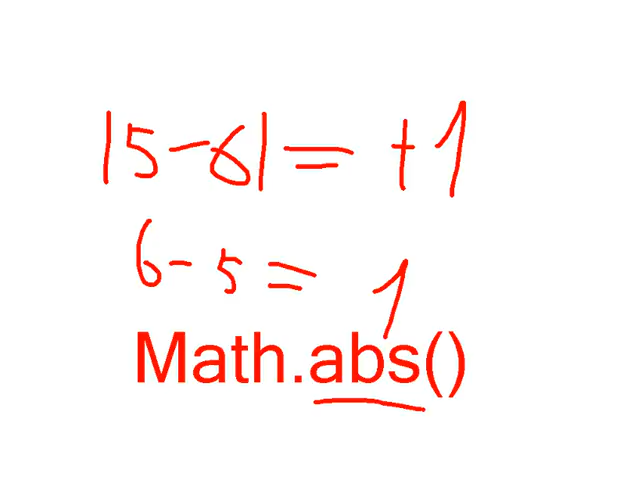 |5-6|= +1
6-5= 1
Math.abs()